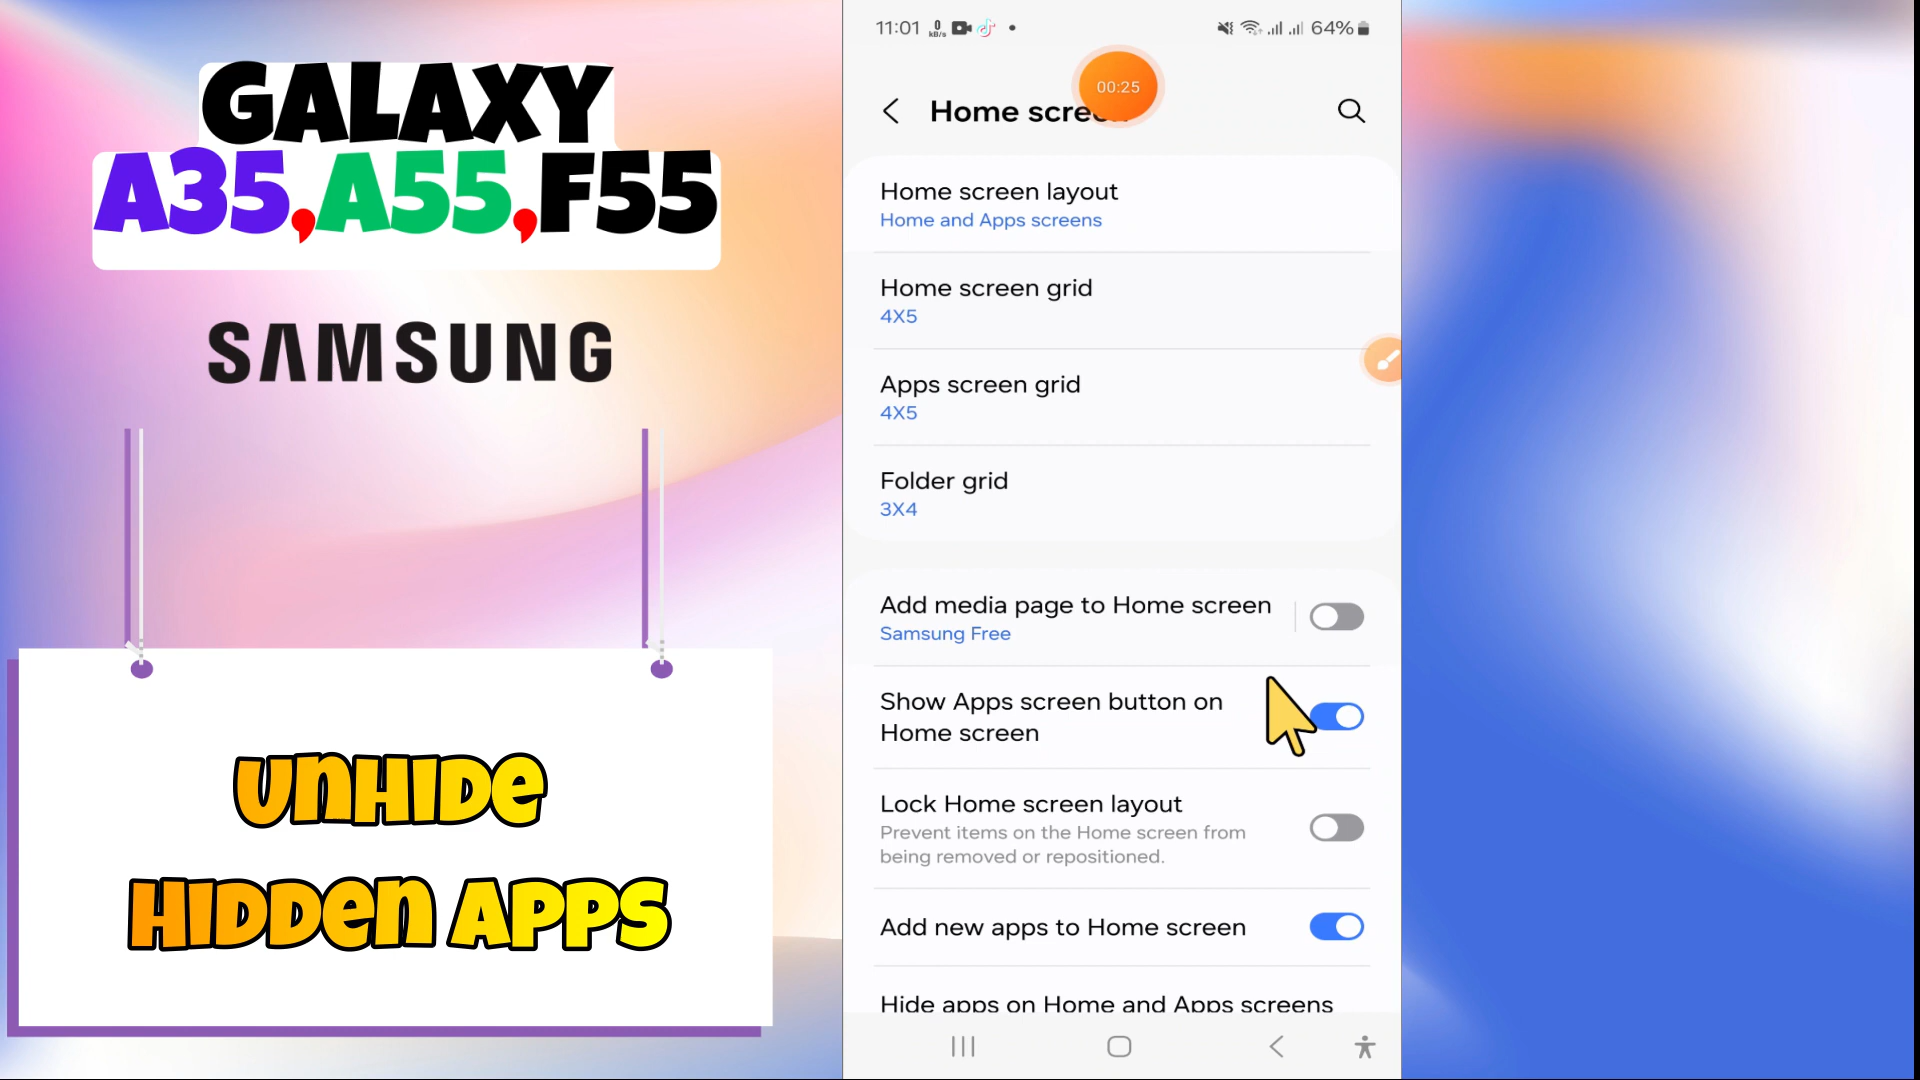 GALAXY
A35,A55,F55
SAMSUNG
UNHIDE
HIDDEN APPS
11:01 0 kB/s 64%
00:25
Home scre
Home screen layout
Home and Apps screens
Home screen grid
4X5
Apps screen grid
4X5
Folder grid
3X4
Add media page to Home screen
Samsung Free
Show Apps screen button on
Home screen
Lock Home screen layout
Prevent items on the Home screen from
being removed or repositioned.
Add new apps to Home screen
Hide apps on Home and Apps screens